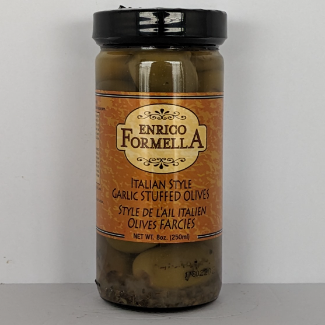 ENRICO
FORMELLA
ITALIAN STYLE
GARLIC STUFFED OLIVES
STYLE DE L'AIL ITALIEN
OLIVES FARCIES
NET WT. 8oz. (250ml)